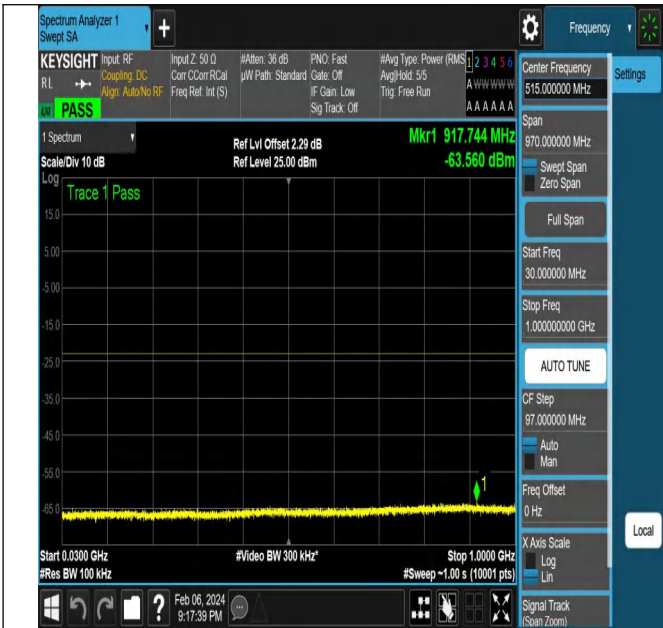 Spectrum Analyzer 1
Swept SA
+
Frequency
KEYSIGHT
RL
PASS
Input: RF
Coupling: DC
Align: Auto/No RF
Input Z: 50 Ω
Corr CCorr RCal
Freq Ref: Int (S)
#Atten: 36 dB
µW Path: Standard
PNO: Fast
Gate: Off
IF Gain: Low
Sig Track: Off
#Avg Type: Power (RMS
Avg|Hold: 5/5
Trig: Free Run
1 2 3 4 5 6
A W W W W W
A A A A A A
1 Spectrum
Scale/Div 10 dB
Log
Ref Lvl Offset 2.29 dB
Ref Level 25.00 dBm
Mkr1 917.744 MHz
-63.560 dBm
Trace 1 Pass
15.0
5.00
-5.00
-15.0
-25.0
-35.0
-45.0
-55.0
-65.0
1
Start 0.0300 GHz
#Res BW 100 kHz
#Video BW 300 kHz*
Stop 1.0000 GHz
#Sweep ~1.00 s (10001 pts)
Feb 06, 2024
9:17:39 PM
Center Frequency
515.000000 MHz
Settings
Span
970.000000 MHz
Swept Span
Zero Span
Full Span
Start Freq
30.000000 MHz
Stop Freq
1.000000000 GHz
AUTO TUNE
CF Step
97.000000 MHz
Auto
Man
Freq Offset
0 Hz
Local
X Axis Scale
Log
Lin
Signal Track
(Span Zoom)